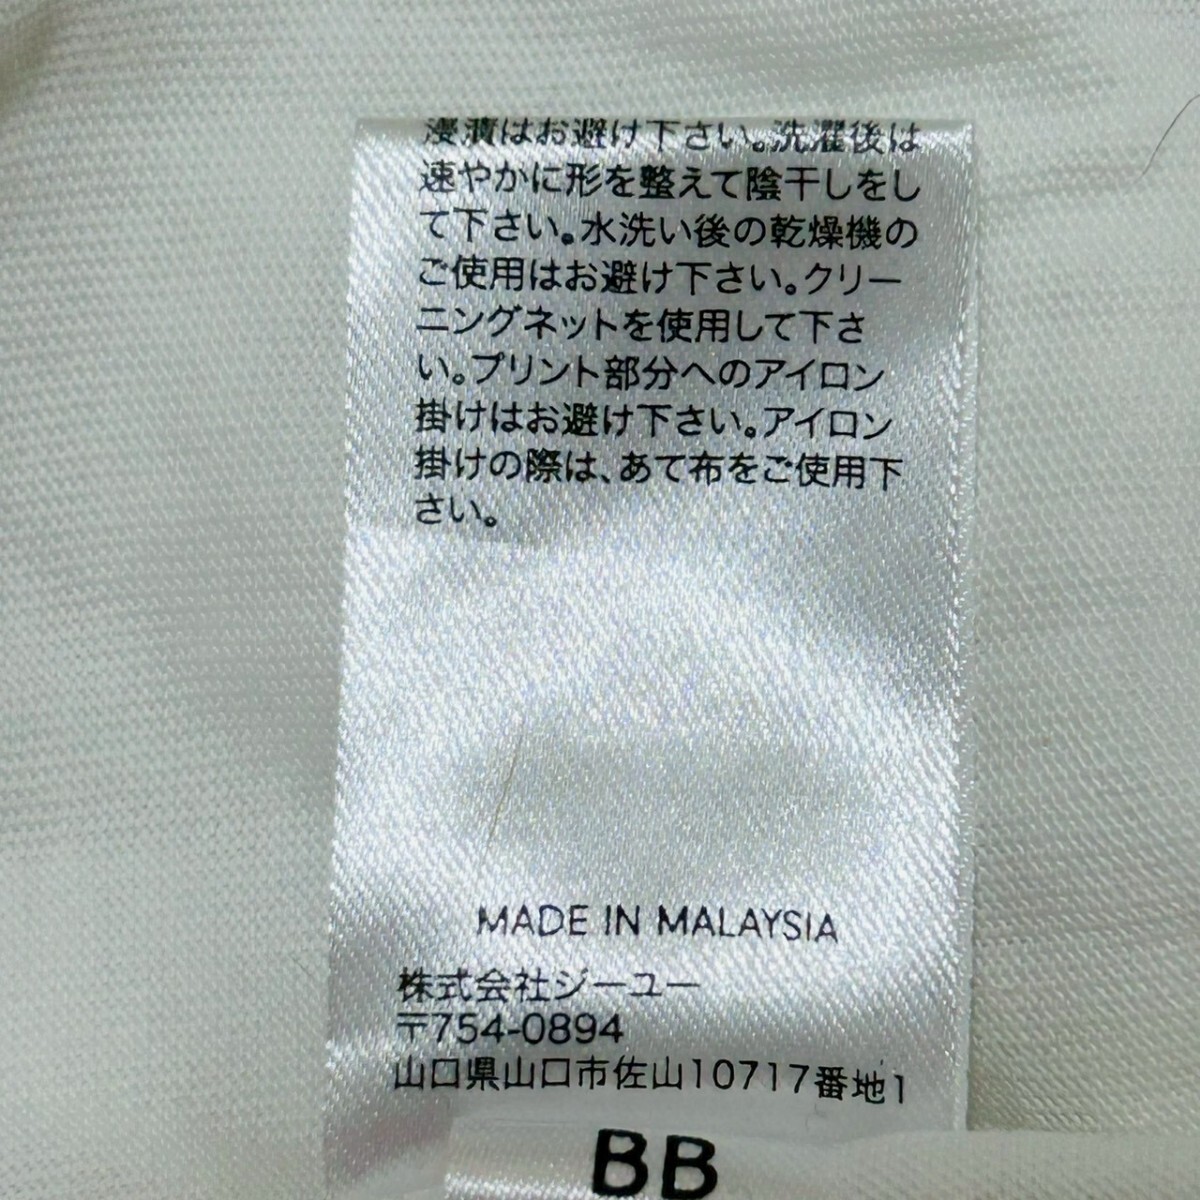 浸漬はお避け下さい。洗濯後は
速やかに形を整えて陰干しをし
て下さい。水洗い後の乾燥機の
ご使用はお避け下さい。クリー
ニングネットを使用して下さ
い。プリント部分へのアイロン
掛けはお避け下さい。アイロン
掛けの際は、あて布をご使用下
さい。
MADE IN MALAYSIA
株式会社ジーユー
〒754-0894
山口県山口市佐山10717番地1
BB